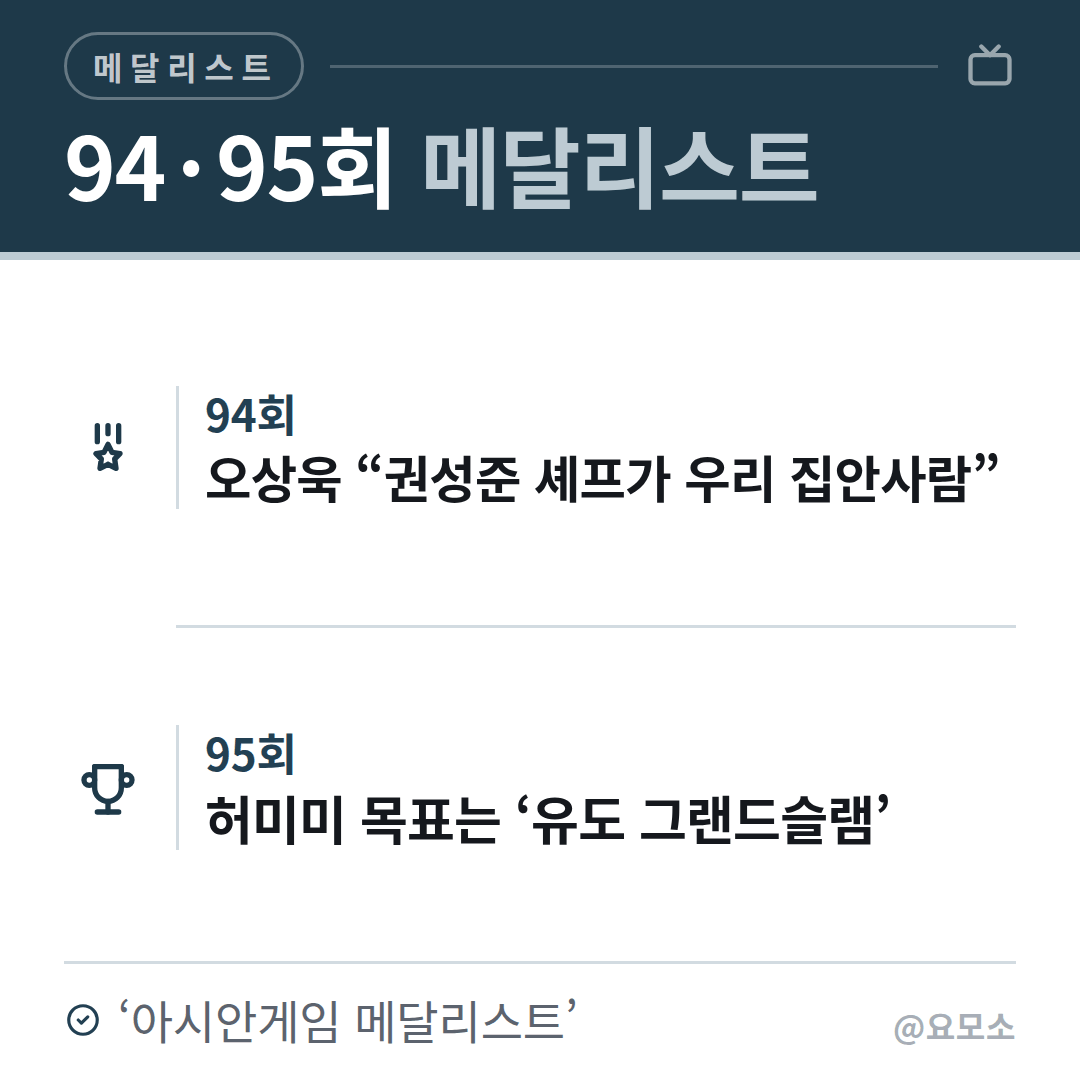 메달리스트
94·95회 메달리스트
94회
오상욱 “권성준 셰프가 우리 집안사람”
95회
허미미 목표는 ‘유도 그랜드슬램’
‘아시안게임 메달리스트’
@요모소